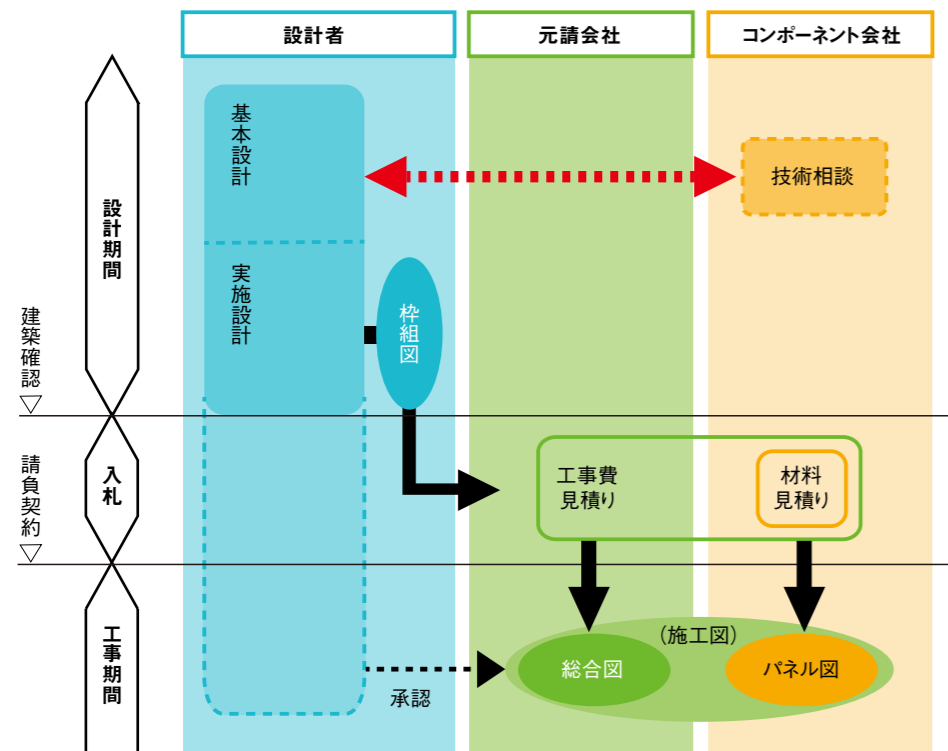 設計者
元請会社
コンポーネント会社
設計期間
基本設計
技術相談
実施設計
枠組図
建築確認
▽
入札
工事費
見積り
材料
見積り
請負契約
▽
工事期間
(施工図)
総合図
パネル図
承認